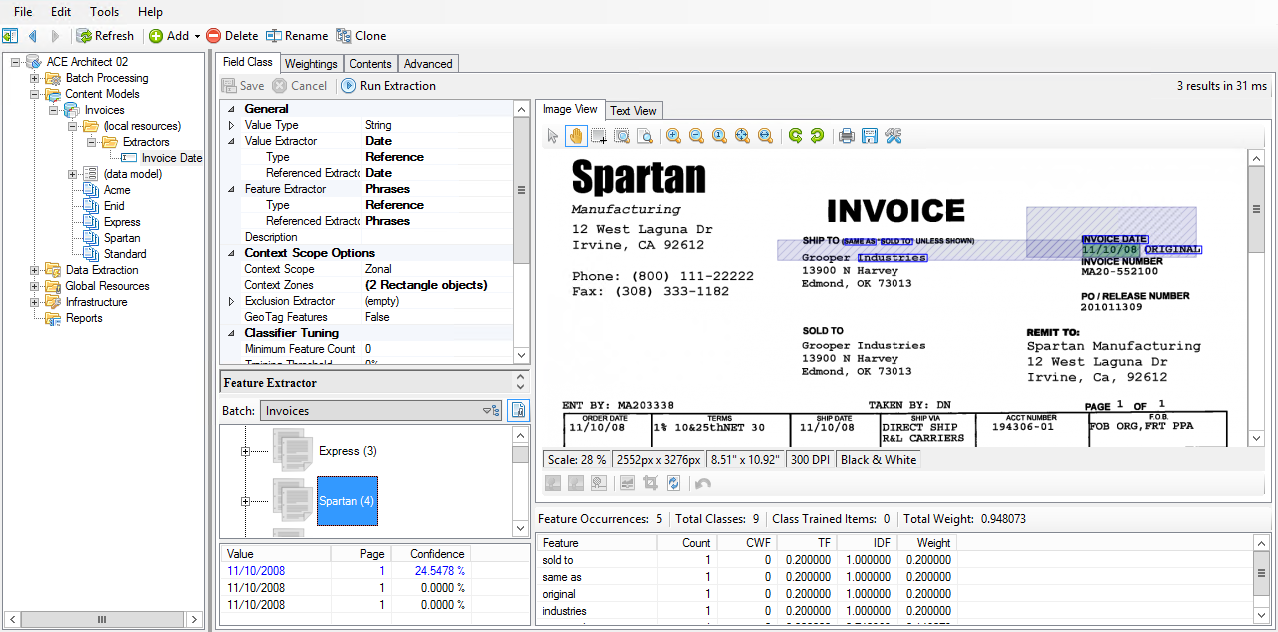 File Edit Tools Help
Refresh Add Delete Rename Clone
ACE Architect 02
Batch Processing
Content Models
Invoices
(local resources)
Extractors
Invoice Date
(data model)
Acme
Enid
Express
Spartan
Standard
Data Extraction
Global Resources
Infrastructure
Reports
Field Class Weightings Contents Advanced
Save Cancel Run Extraction 3 results in 31 ms
General
Value Type String
Value Extractor Date
Type Reference
Referenced Extractc Date
Feature Extractor Phrases
Type Reference
Referenced Extractc Phrases
Description
Context Scope Options
Context Scope Zonal
Context Zones (2 Rectangle objects)
Exclusion Extractor (empty)
GeoTag Features False
Classifier Tuning
Minimum Feature Count 0
Feature Extractor
Batch: Invoices
Express (3)
Spartan (4)
Value Page Confidence
11/10/2008 1 24.5478 %
11/10/2008 1 0.0000 %
11/10/2008 1 0.0000 %
Image View Text View
Spartan
Manufacturing
12 West Laguna Dr
Irvine, CA 92612
Phone: (800) 111-22222
Fax: (308) 333-1182
INVOICE
SHIP TO (SAME AS "SOLD TO" UNLESS SHOWN)
Grooper Industries
13900 N Harvey
Edmond, OK 73013
INVOICE DATE
11/10/08 ORIGINAL
INVOICE NUMBER
MA20-552100
PO / RELEASE NUMBER
201011309
SOLD TO
Grooper Industries
13900 N Harvey
Edmond, OK 73013
REMIT TO:
Spartan Manufacturing
12 West Laguna Dr
Irvine, Ca, 92612
ENT BY: MA203338 TAKEN BY: DN PAGE 1 OF 1
ORDER DATE TERMS SHIP DATE SHIP VIA ACCT NUMBER F.O.B.
11/10/08 1% 10&25thNET 30 11/10/08 DIRECT SHIP 194306-01 FOB ORG,FRT PPA
R&L CARRIERS
Scale: 28 % 2552px x 3276px 8.51" x 10.92" 300 DPI Black & White
Feature Occurrences: 5 Total Classes: 9 Class Trained Items: 0 Total Weight: 0.948073
Feature Count CWF TF IDF Weight
sold to 1 0 0.200000 1.000000 0.200000
same as 1 0 0.200000 1.000000 0.200000
original 1 0 0.200000 1.000000 0.200000
industries 1 0 0.200000 1.000000 0.200000